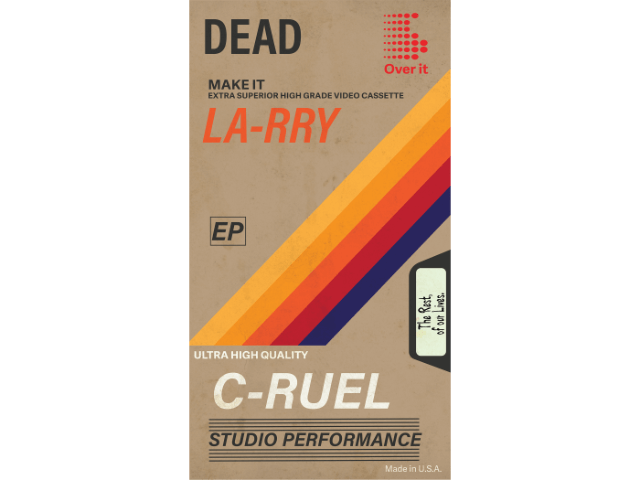 DEAD
Over it
MAKE IT
EXTRA SUPERIOR HIGH GRADE VIDEO CASSETTE
LA-RRY
EP
The Rest,
of our Lives.
ULTRA HIGH QUALITY
C-RUEL
STUDIO PERFORMANCE
Made in U.S.A.